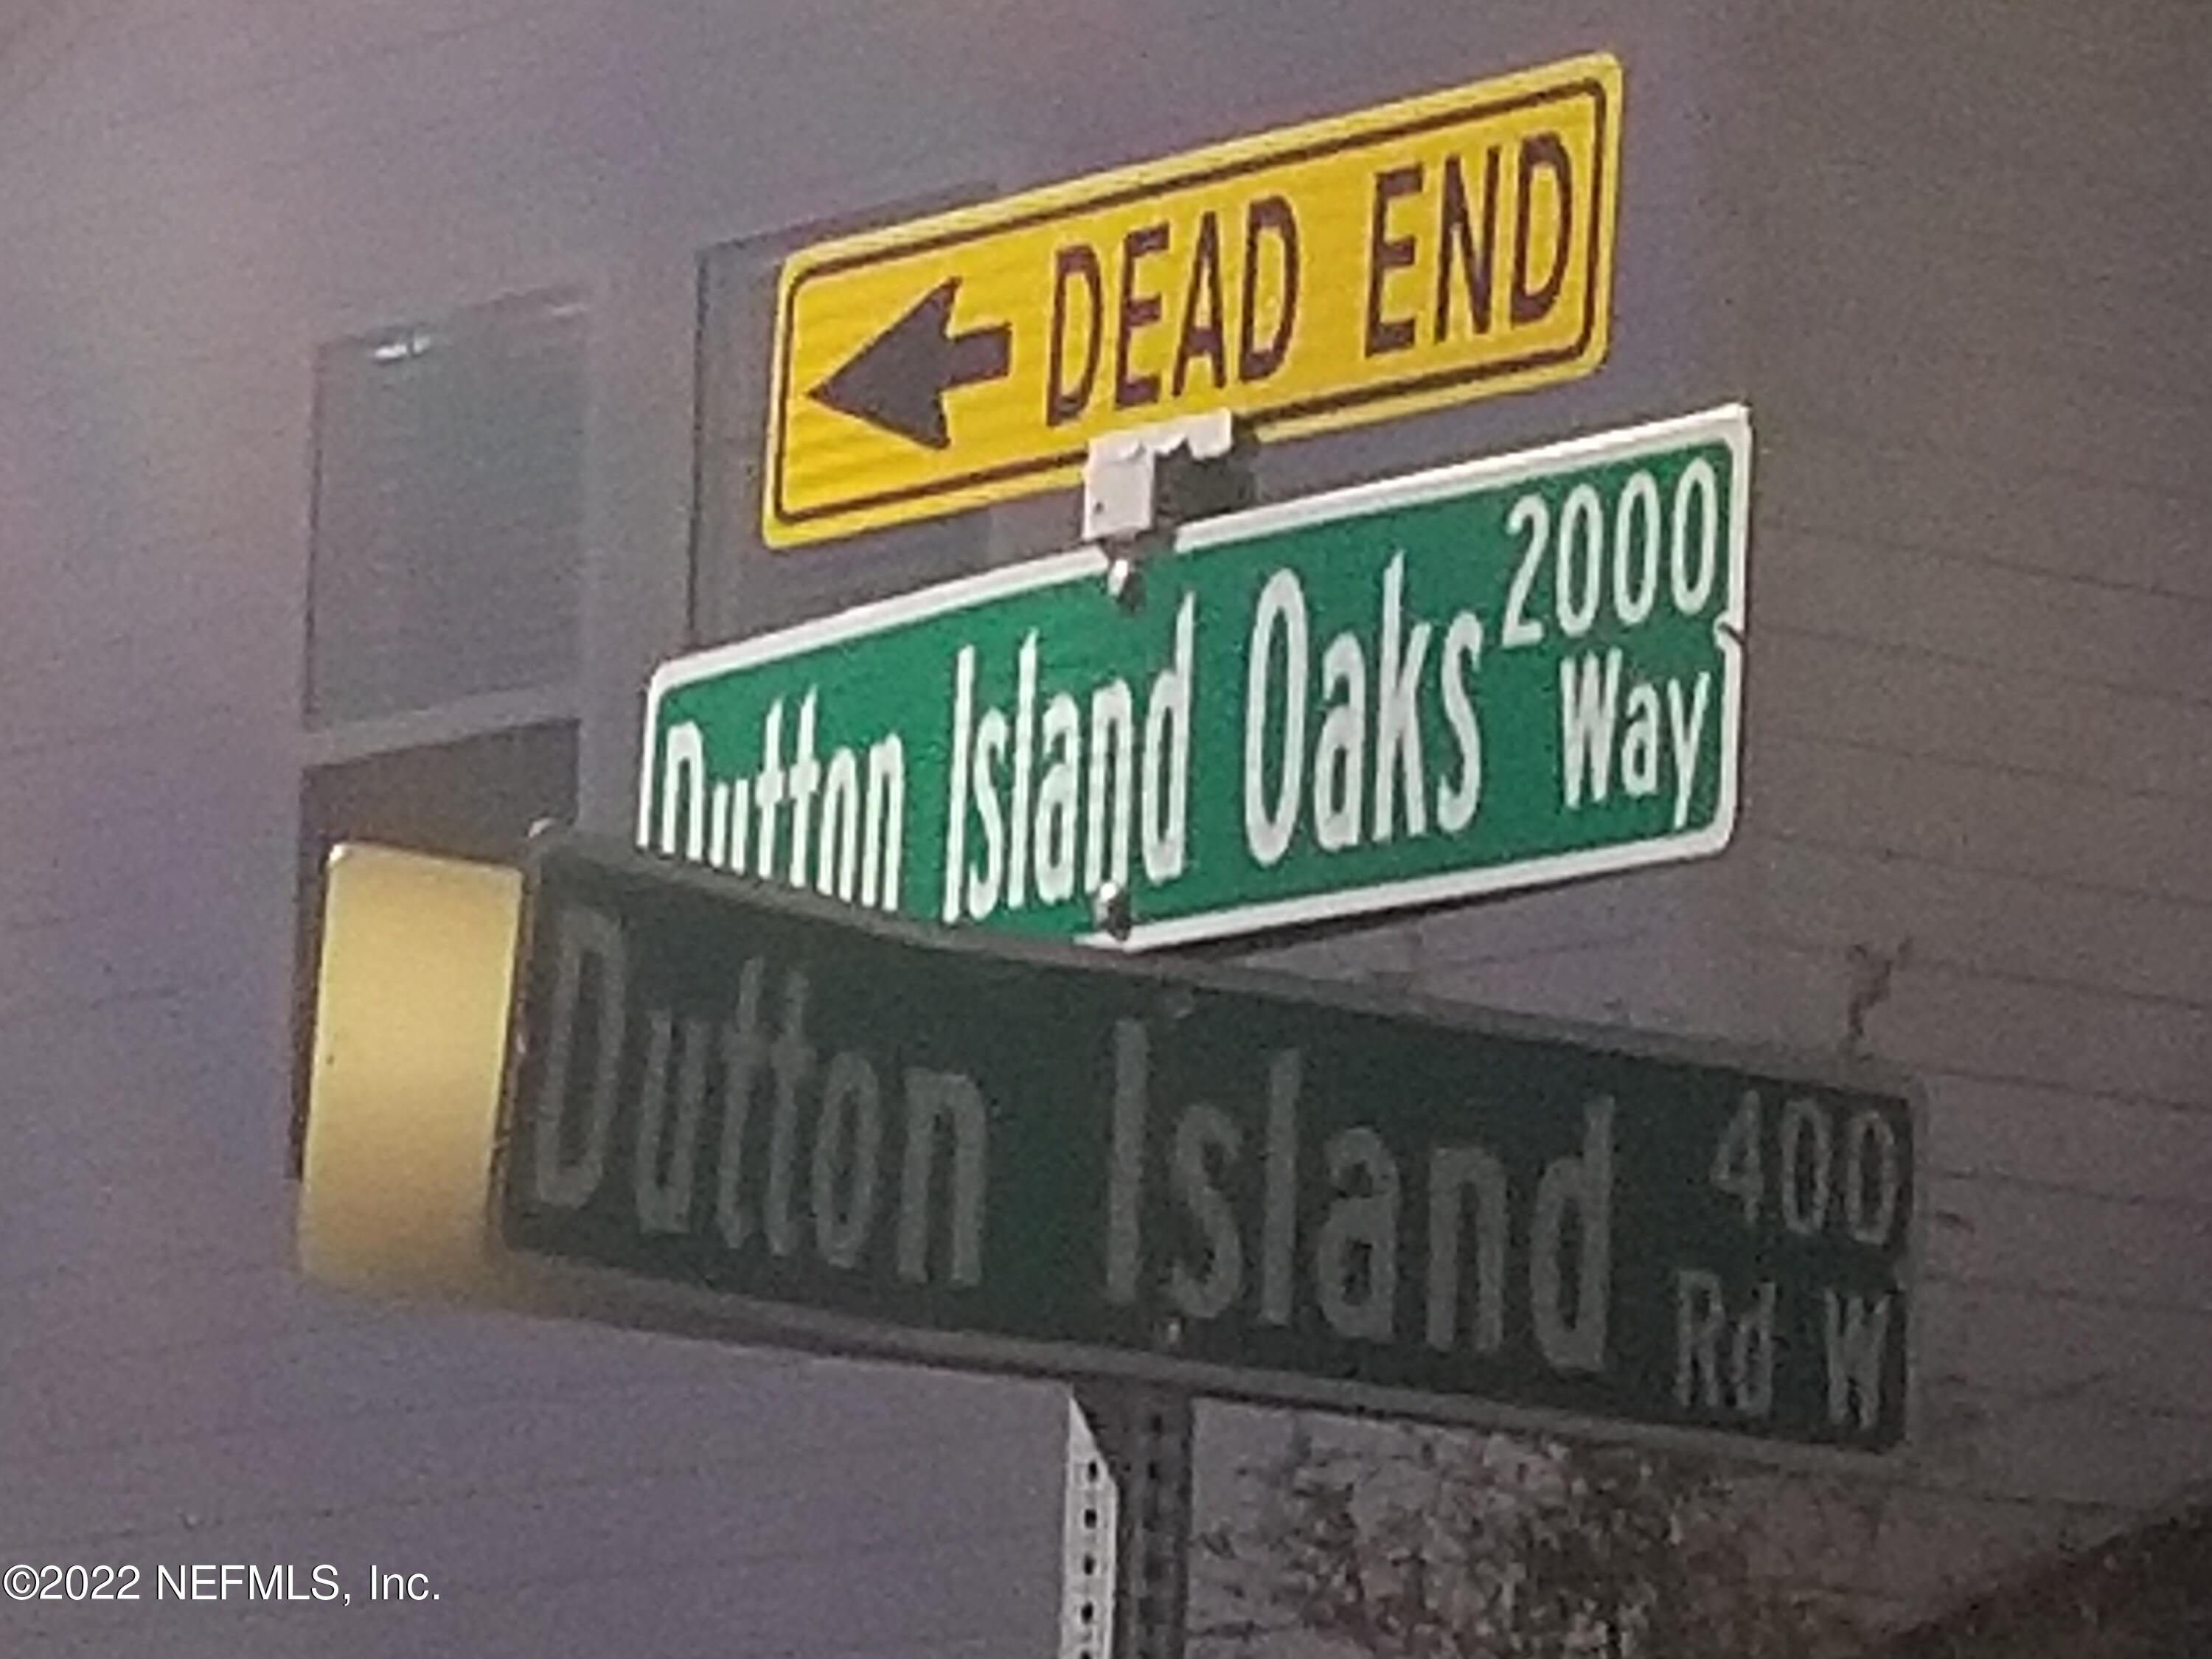 DEAD END
2000
Dutton Island Oaks Way
400
Dutton Island Rd W
©2022 NEFMLS, Inc.